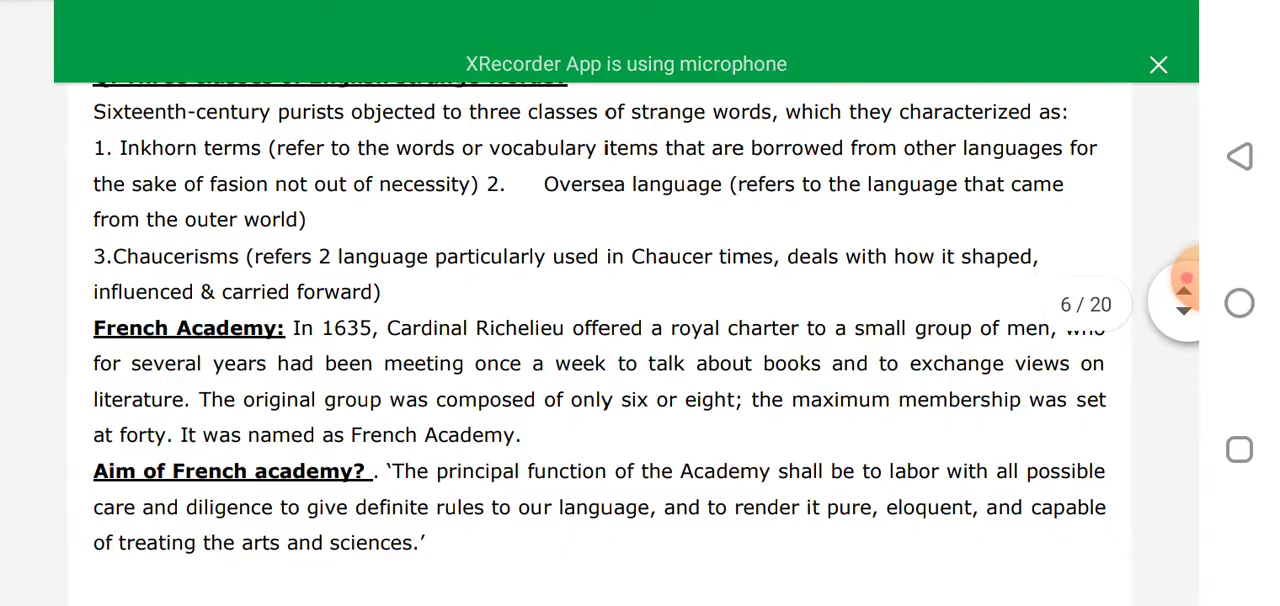 XRecorder App is using microphone
Sixteenth-century purists objected to three classes of strange words, which they characterized as:
1. Inkhorn terms (refer to the words or vocabulary items that are borrowed from other languages for
the sake of fasion not out of necessity) 2. Oversea language (refers to the language that came
from the outer world)
3.Chaucerisms (refers 2 language particularly used in Chaucer times, deals with how it shaped,
influenced & carried forward)
6 / 20
French Academy: In 1635, Cardinal Richelieu offered a royal charter to a small group of men, who
for several years had been meeting once a week to talk about books and to exchange views on
literature. The original group was composed of only six or eight; the maximum membership was set
at forty. It was named as French Academy.
Aim of French academy? . ‘The principal function of the Academy shall be to labor with all possible
care and diligence to give definite rules to our language, and to render it pure, eloquent, and capable
of treating the arts and sciences.’